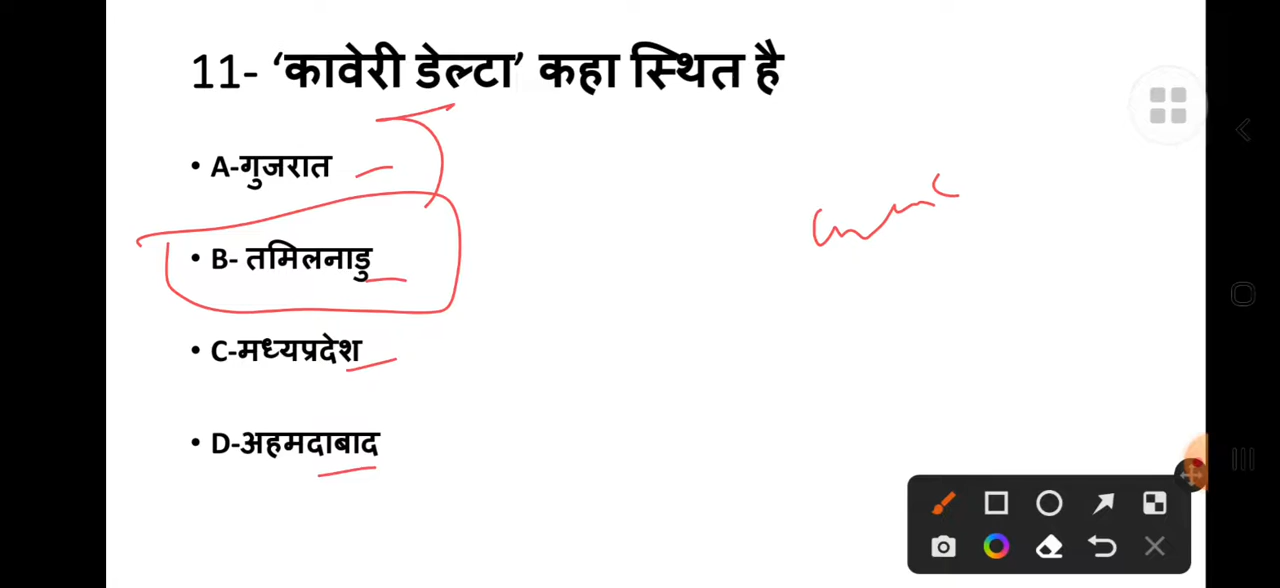 11- ‘कावेरी डेल्टा’ कहा स्थित है
• A-गुजरात
• B- तमिलनाडु
• C-मध्यप्रदेश
• D-अहमदाबाद